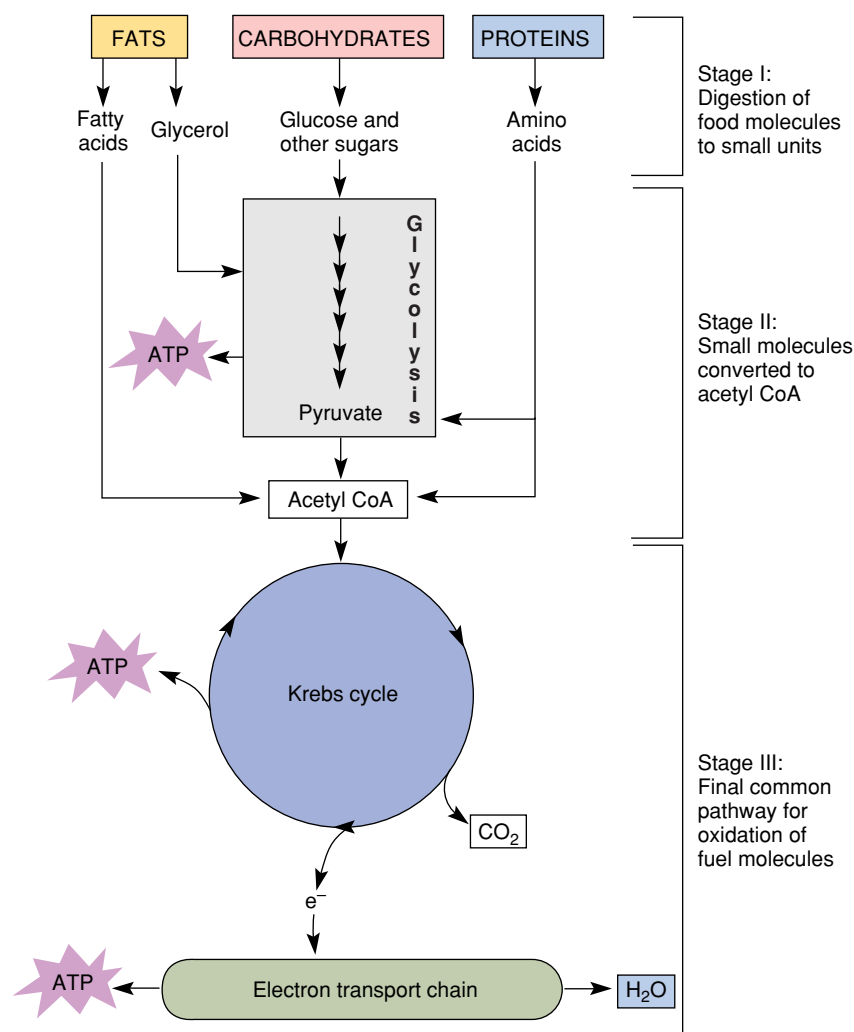 FATS
CARBOHYDRATES
PROTEINS
Stage I:
Digestion of
food molecules
to small units
Fatty
acids
Glycerol
Glucose and
other sugars
Amino
acids
Glycolysis
ATP
Pyruvate
Stage II:
Small molecules
converted to
acetyl CoA
Acetyl CoA
ATP
Krebs cycle
CO₂
e⁻
Stage III:
Final common
pathway for
oxidation of
fuel molecules
ATP
Electron transport chain
H₂O